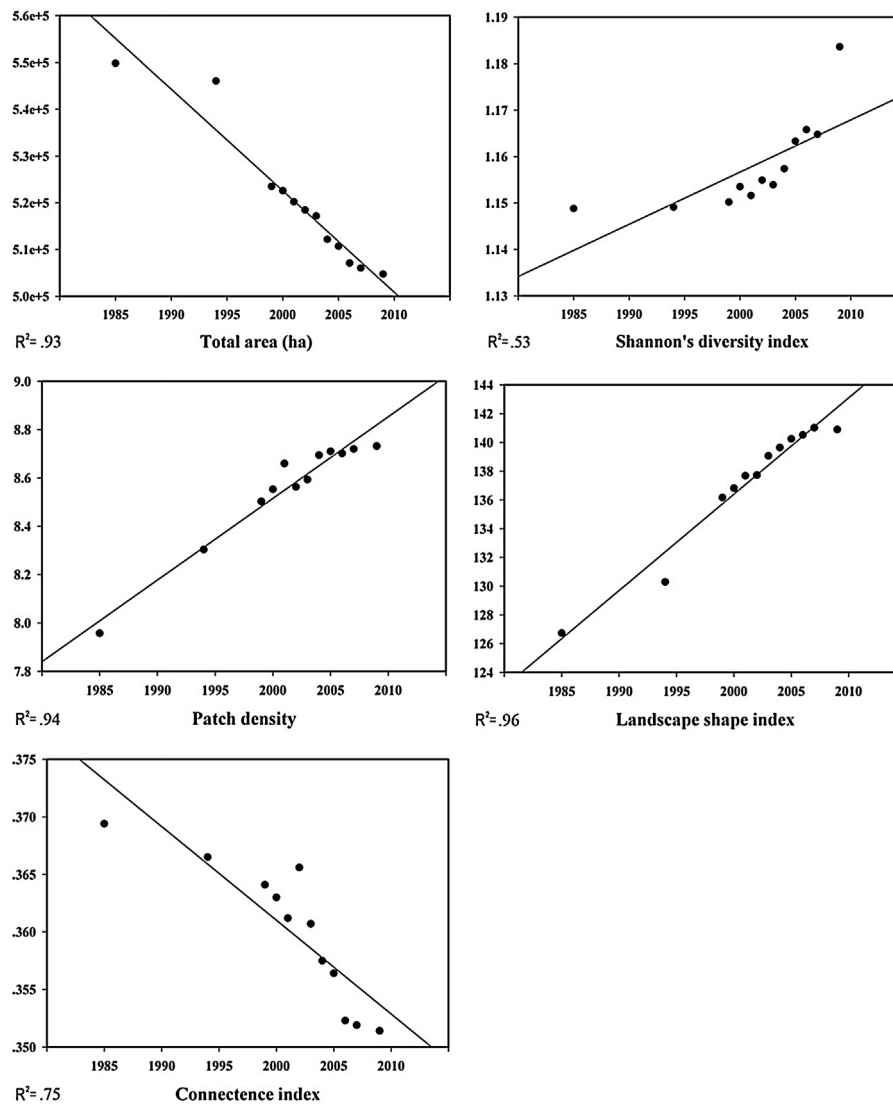 5.6e+5
5.5e+5
5.4e+5
5.3e+5
5.2e+5
5.1e+5
5.0e+5
1985 1990 1995 2000 2005 2010
R²= .93 Total area (ha)
1.19
1.18
1.17
1.16
1.15
1.14
1.13
1985 1990 1995 2000 2005 2010
R²= .53 Shannon's diversity index
9.0
8.8
8.6
8.4
8.2
8.0
7.8
1985 1990 1995 2000 2005 2010
R²= .94 Patch density
144
142
140
138
136
134
132
130
128
126
124
1985 1990 1995 2000 2005 2010
R²= .96 Landscape shape index
.375
.370
.365
.360
.355
.350
1985 1990 1995 2000 2005 2010
R²= .75 Connectence index